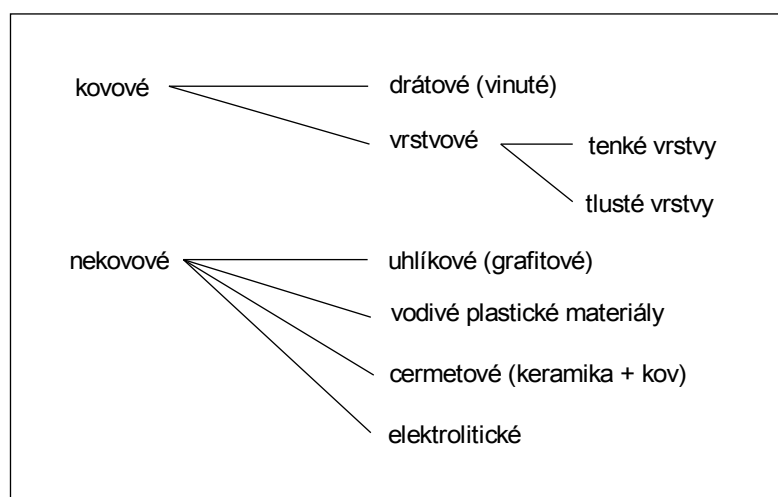 kovové
drátové (vinuté)
vrstvové
tenké vrstvy
tlusté vrstvy
nekovové
uhlíkové (grafitové)
vodivé plastické materiály
cermetové (keramika + kov)
elektrolitické